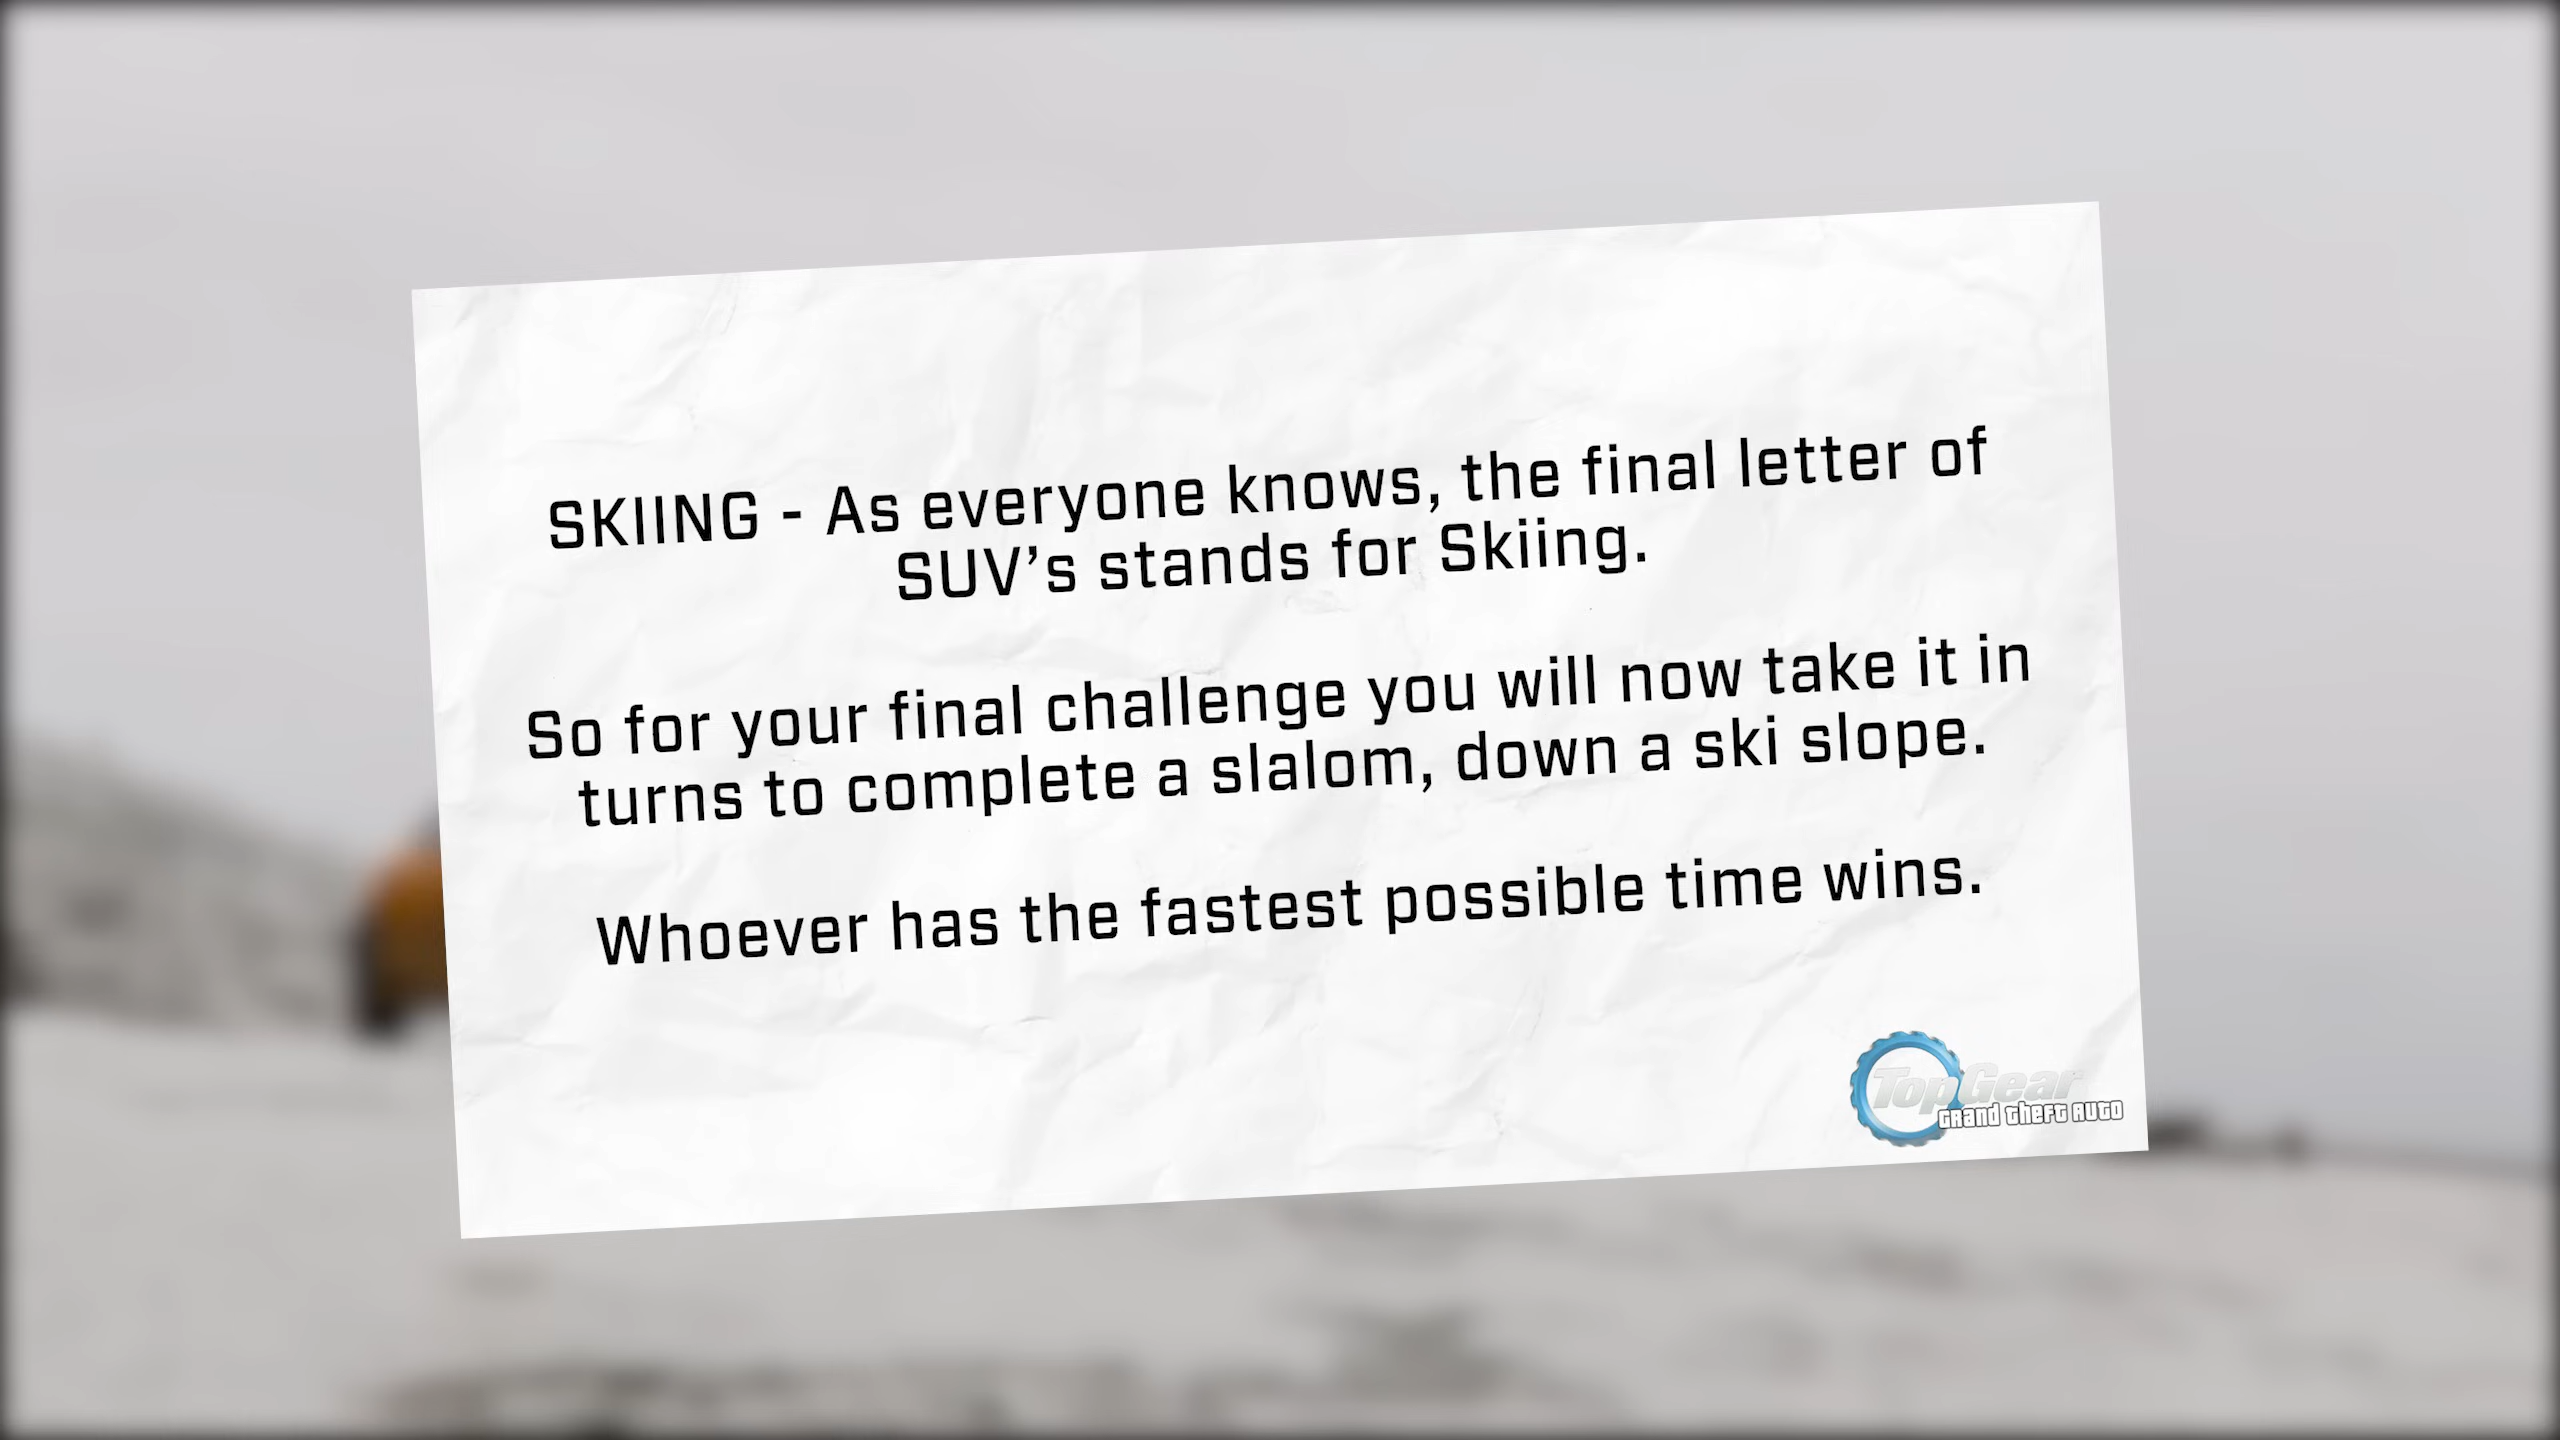 SKIING - As everyone knows, the final letter of
SUV’s stands for Skiing.
So for your final challenge you will now take it in
turns to complete a slalom, down a ski slope.
Whoever has the fastest possible time wins.
TopGear
GRAND THEFT AUTO